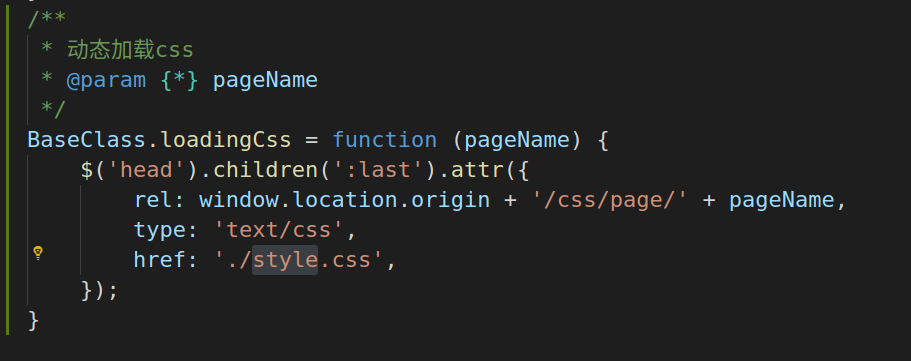 /**
 * 动态加载css
 * @param {*} pageName
 */
BaseClass.loadingCss = function (pageName) {
    $('head').children(':last').attr({
        rel: window.location.origin + '/css/page/' + pageName,
        type: 'text/css',
        href: './style.css',
    });
}